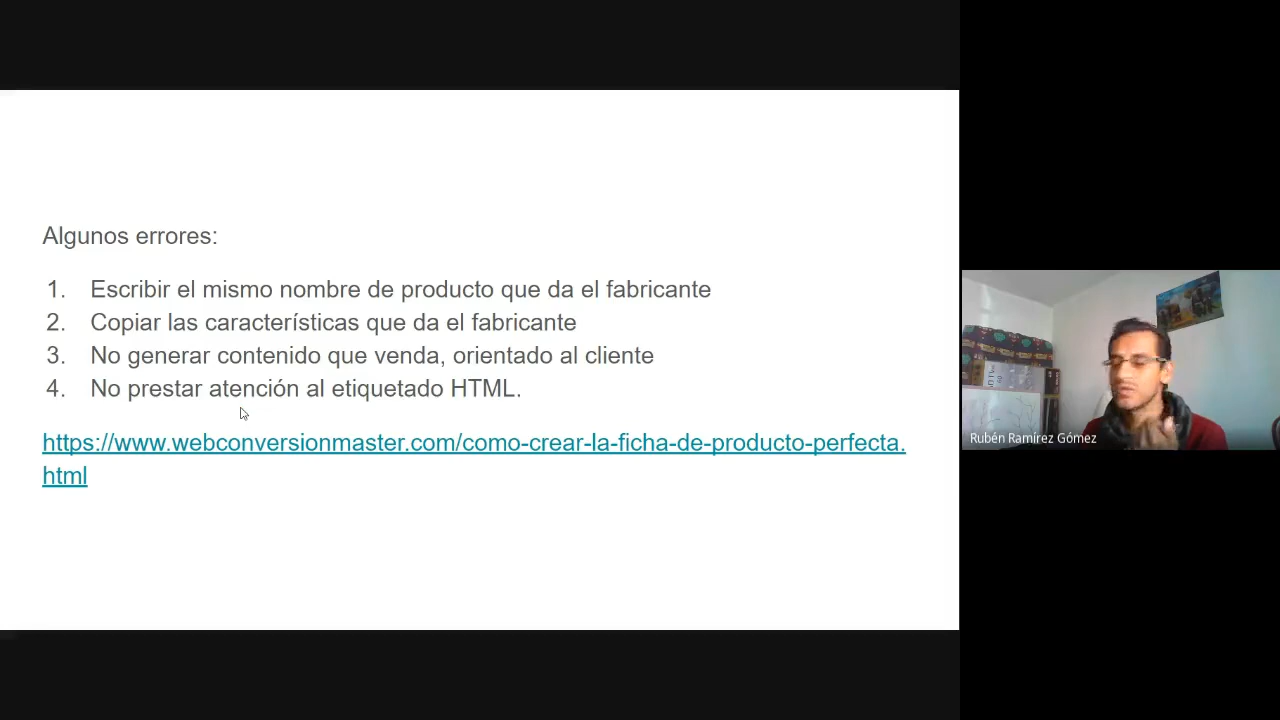 Algunos errores:
1. Escribir el mismo nombre de producto que da el fabricante
2. Copiar las características que da el fabricante
3. No generar contenido que venda, orientado al cliente
4. No prestar atención al etiquetado HTML.
https://www.webconversionmaster.com/como-crear-la-ficha-de-producto-perfecta.
html
Rubén Ramírez Gómez